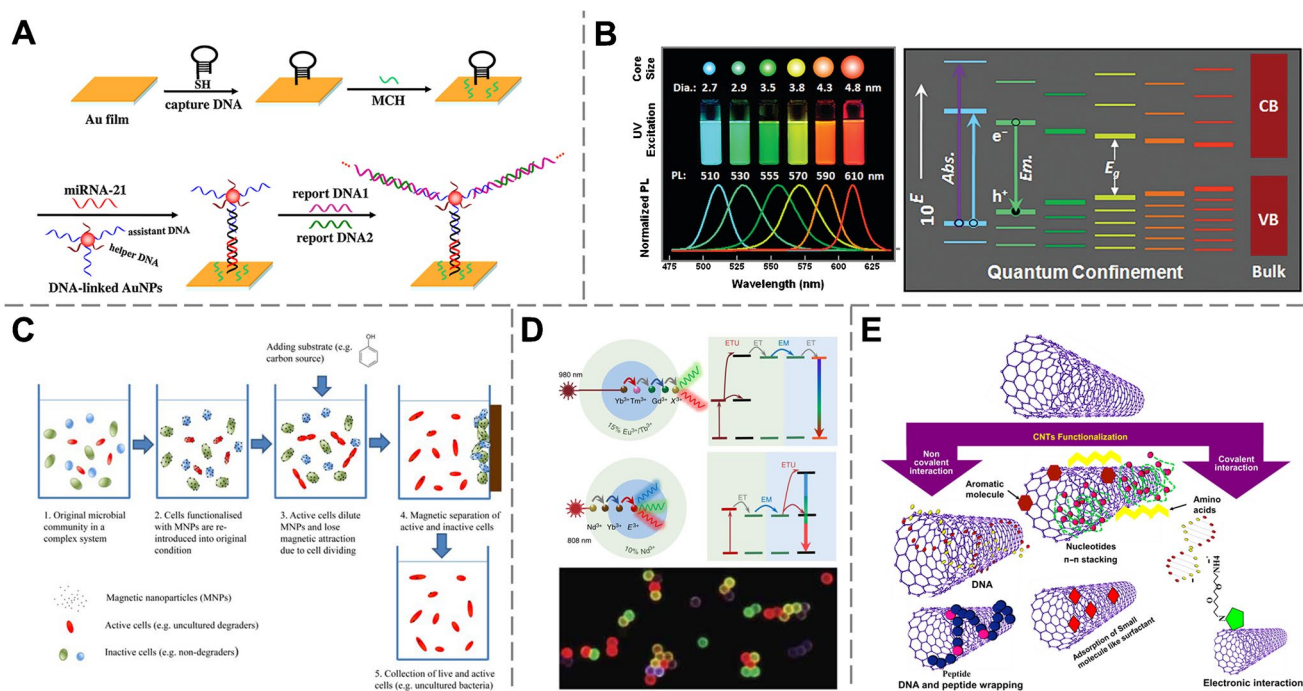 A
SH
capture DNA
Au film
MCH
miRNA-21
assistant DNA
helper DNA
DNA-linked AuNPs
report DNA1
report DNA2
B
Core Size
Dia.: 2.7 2.9 3.5 3.8 4.3 4.8 nm
UV Excitation
PL: 510 530 555 570 590 610 nm
Normalized PL
475 500 525 550 575 600 625
Wavelength (nm)
10 E
Abs.
e⁻
Em.
h⁺
Eg
CB
VB
Quantum Confinement
Bulk
C
Adding substrate (e.g.
carbon source)
OH
1. Original microbial
community in a
complex system
2. Cells functionalised
with MNPs are re-
introduced into original
condition
3. Active cells dilute
MNPs and lose
magnetic attraction
due to cell dividing
4. Magnetic separation of
active and inactive cells
Magnetic nanoparticles (MNPs)
Active cells (e.g. uncultured degraders)
Inactive cells (e.g. non-degraders)
5. Collection of live and active
cells (e.g. uncultured bacteria)
D
980 nm
Yb³⁺ Tm³⁺ Gd³⁺ X³⁺
15% Eu³⁺/Tb³⁺
ETU ET EM ET
Nd³⁺ Yb³⁺ E³⁺
808 nm
10% Nd³⁺
ET EM ETU
E
CNTs Functionalization
Non
covalent
interaction
Covalent
interaction
Aromatic
molecule
Amino
acids
Nucleotides
n-n stacking
DNA
Peptide
DNA and peptide wrapping
Adsorption of Small
molecule like surfactant
Electronic interaction